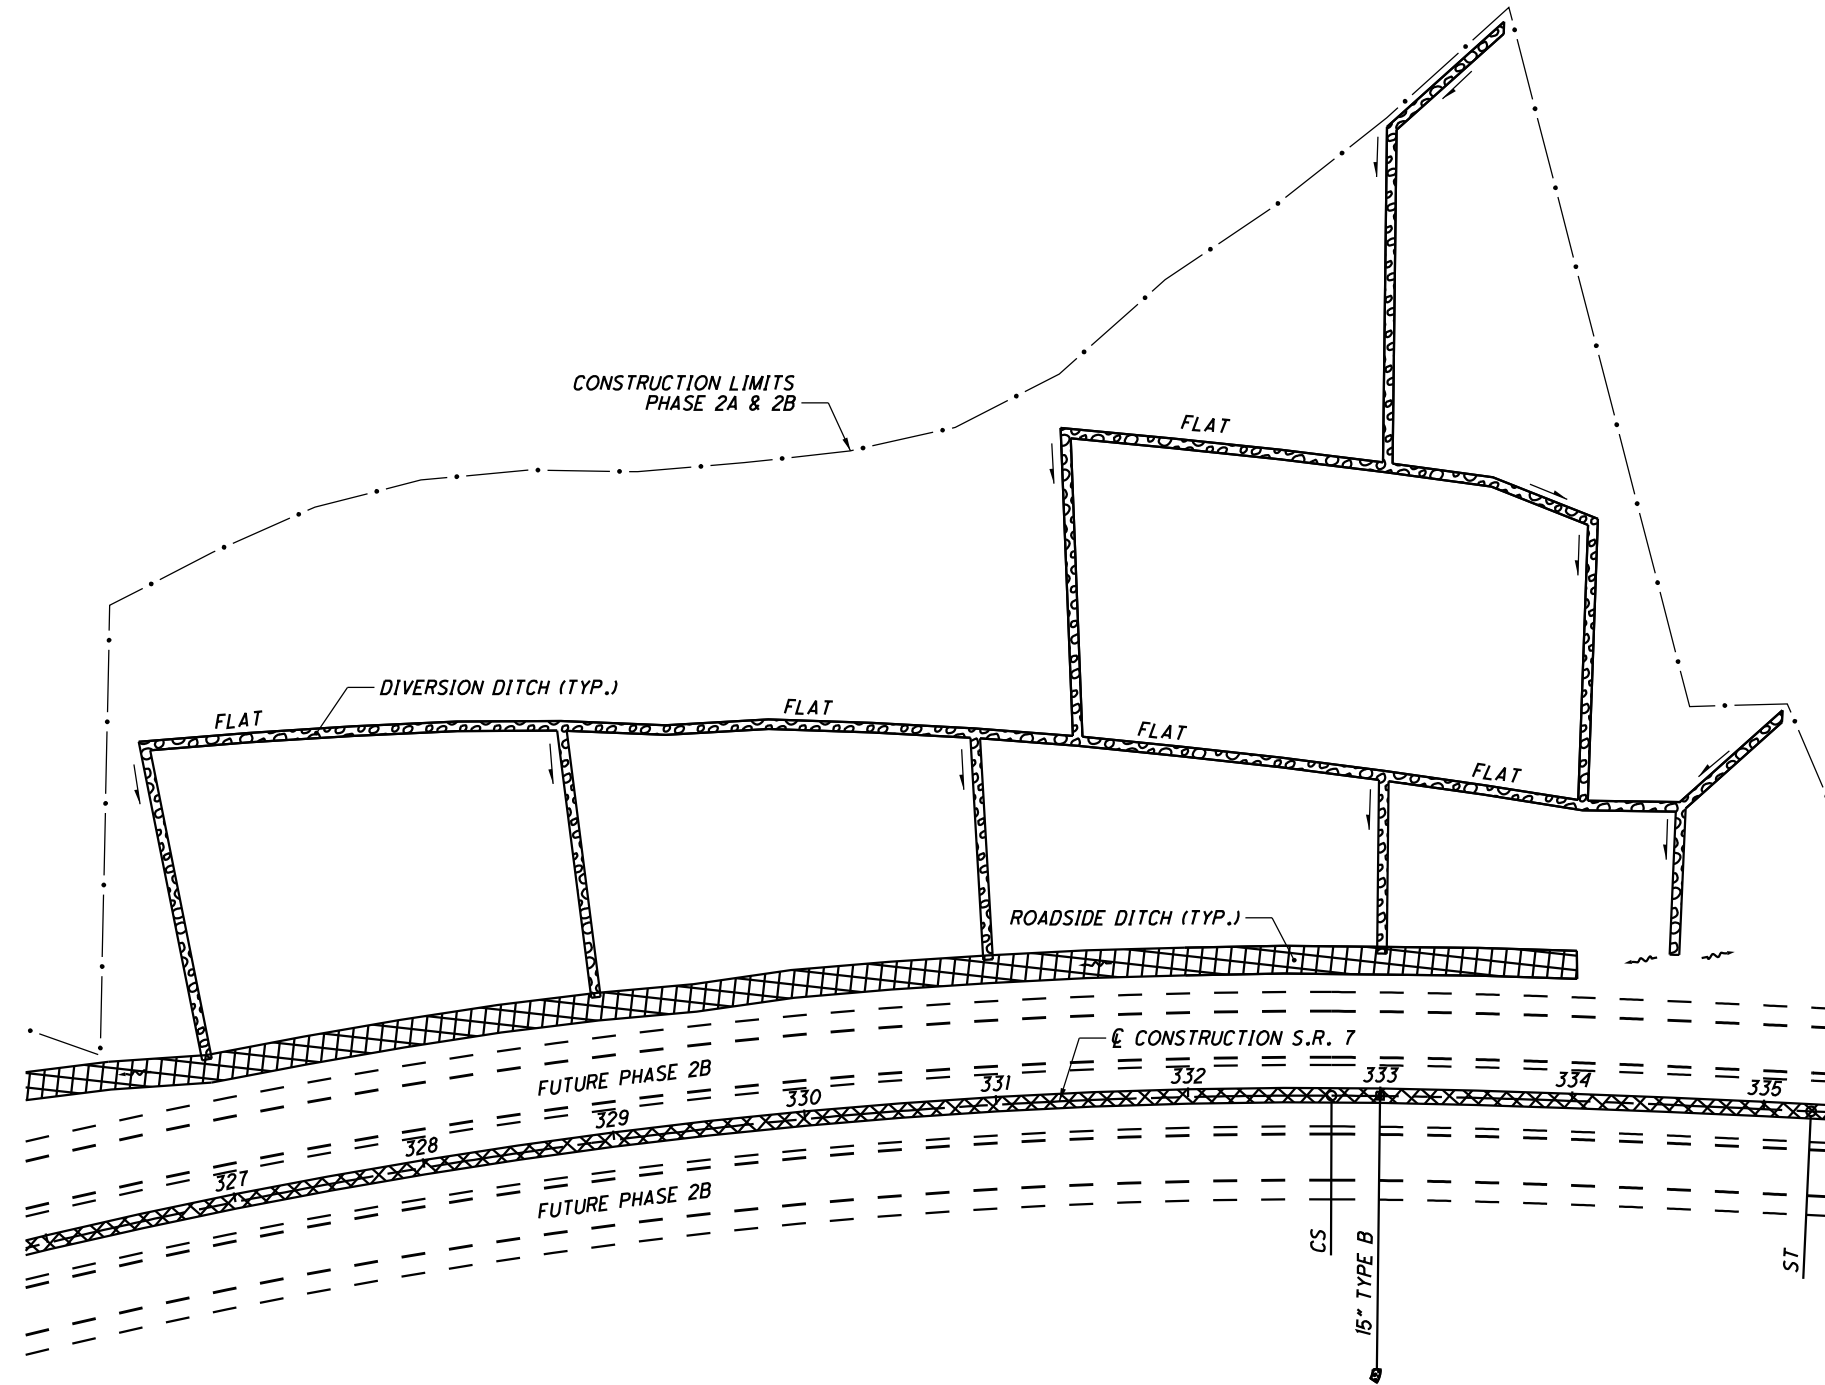 CONSTRUCTION LIMITS
PHASE 2A & 2B
FLAT
DIVERSION DITCH (TYP.)
FLAT
FLAT
FLAT
FLAT
ROADSIDE DITCH (TYP.)
℄ CONSTRUCTION S.R. 7
FUTURE PHASE 2B
327
328
329
330
331
332
333
334
335
FUTURE PHASE 2B
CS
15" TYPE B
ST